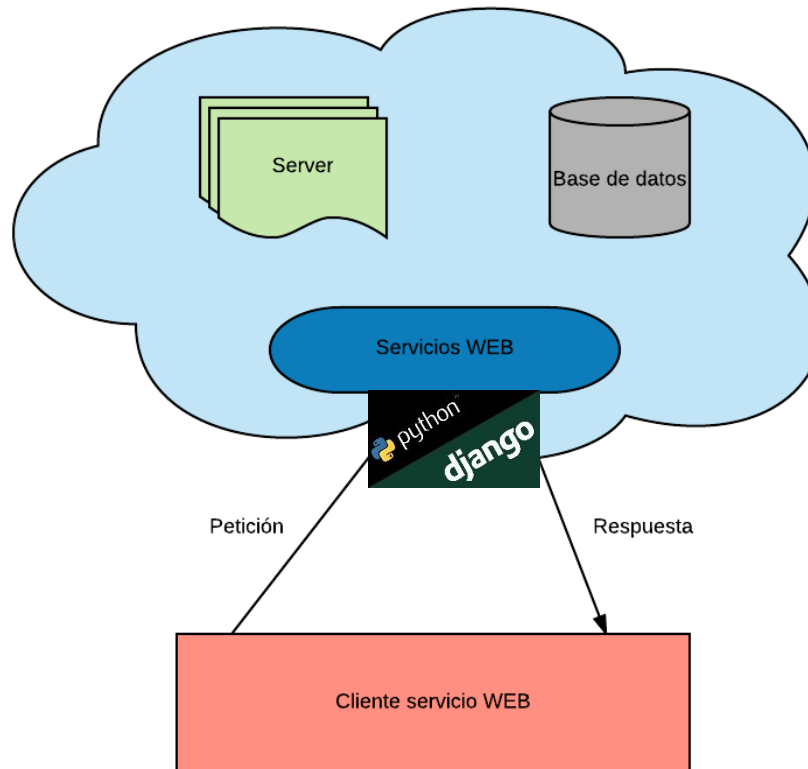 Server
Base de datos
Servicios WEB
python
django
Petición
Respuesta
Cliente servicio WEB